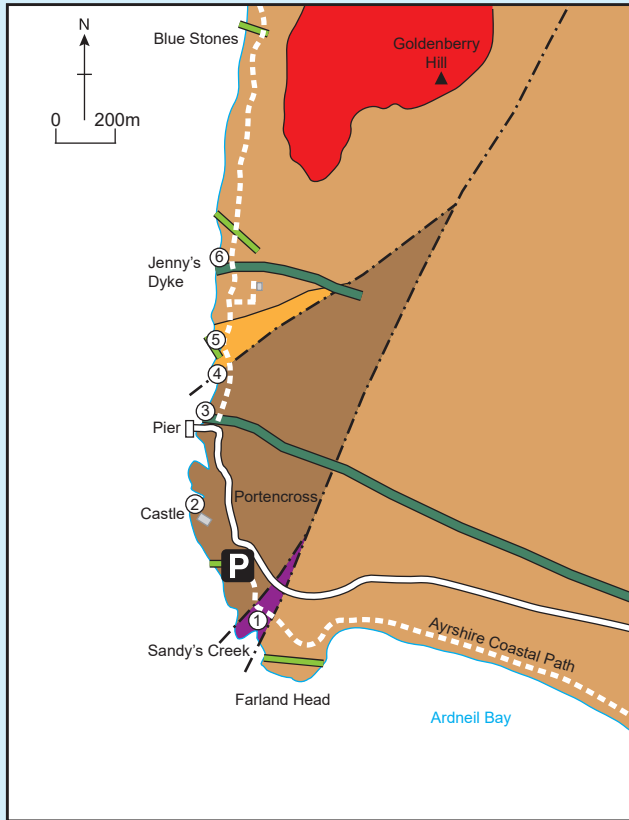 Blue Stones
N
Goldenberry
Hill
0 200m
6
Jenny's
Dyke
5
4
3
Pier
2
Portencross
Castle
P
1
Sandy's Creek
Ayrshire Coastal Path
Farland Head
Ardneil Bay